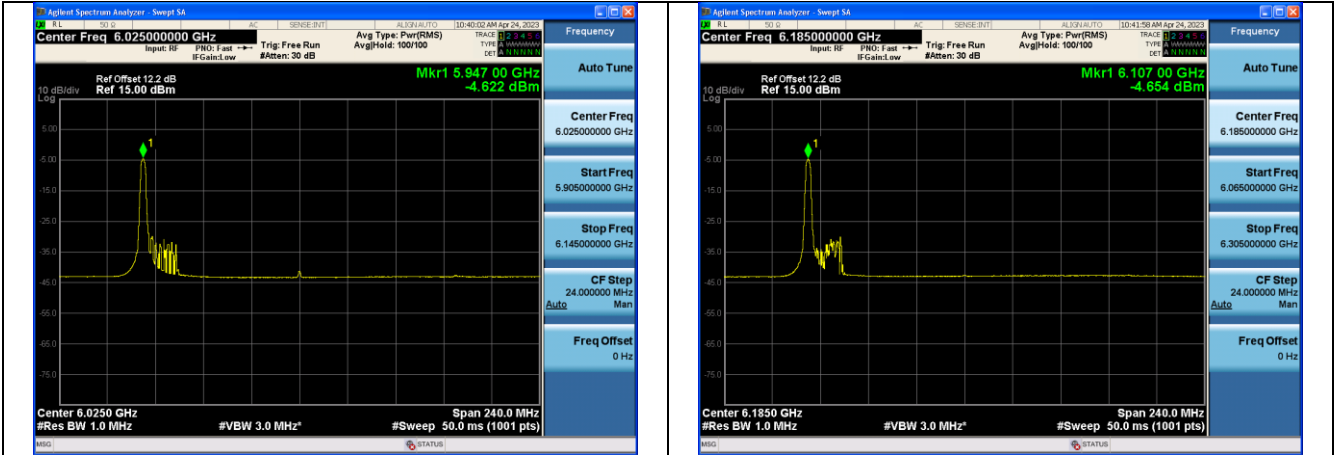 Agilent Spectrum Analyzer - Swept SA
RL 50 Ω AC SENSE:INT ALIGN AUTO 10:40:02 AM Apr 24, 2023
Center Freq 6.025000000 GHz
Input: RF PNO: Fast Trig: Free Run Avg Type: Pwr(RMS) TRACE 1 2 3 4 5 6
IFGain:Low #Atten: 30 dB Avg|Hold: 100/100 TYPE A WWWWW
DET A N N N N N
Ref Offset 12.2 dB
10 dB/div Ref 15.00 dBm
Log
Mkr1 5.947 00 GHz
-4.622 dBm
1
5.00
-5.00
-15.0
-25.0
-35.0
-45.0
-55.0
-65.0
-75.0
Center 6.0250 GHz Span 240.0 MHz
#Res BW 1.0 MHz #VBW 3.0 MHz* #Sweep 50.0 ms (1001 pts)
MSG STATUS
Frequency
Auto Tune
Center Freq
6.025000000 GHz
Start Freq
5.905000000 GHz
Stop Freq
6.145000000 GHz
CF Step
24.000000 MHz
Auto Man
Freq Offset
0 Hz
Agilent Spectrum Analyzer - Swept SA
RL 50 Ω AC SENSE:INT ALIGN AUTO 10:41:58 AM Apr 24, 2023
Center Freq 6.185000000 GHz
Input: RF PNO: Fast Trig: Free Run Avg Type: Pwr(RMS) TRACE 1 2 3 4 5 6
IFGain:Low #Atten: 30 dB Avg|Hold: 100/100 TYPE A WWWWW
DET A N N N N N
Ref Offset 12.2 dB
10 dB/div Ref 15.00 dBm
Log
Mkr1 6.107 00 GHz
-4.654 dBm
1
5.00
-5.00
-15.0
-25.0
-35.0
-45.0
-55.0
-65.0
-75.0
Center 6.1850 GHz Span 240.0 MHz
#Res BW 1.0 MHz #VBW 3.0 MHz* #Sweep 50.0 ms (1001 pts)
MSG STATUS
Frequency
Auto Tune
Center Freq
6.185000000 GHz
Start Freq
6.065000000 GHz
Stop Freq
6.305000000 GHz
CF Step
24.000000 MHz
Auto Man
Freq Offset
0 Hz